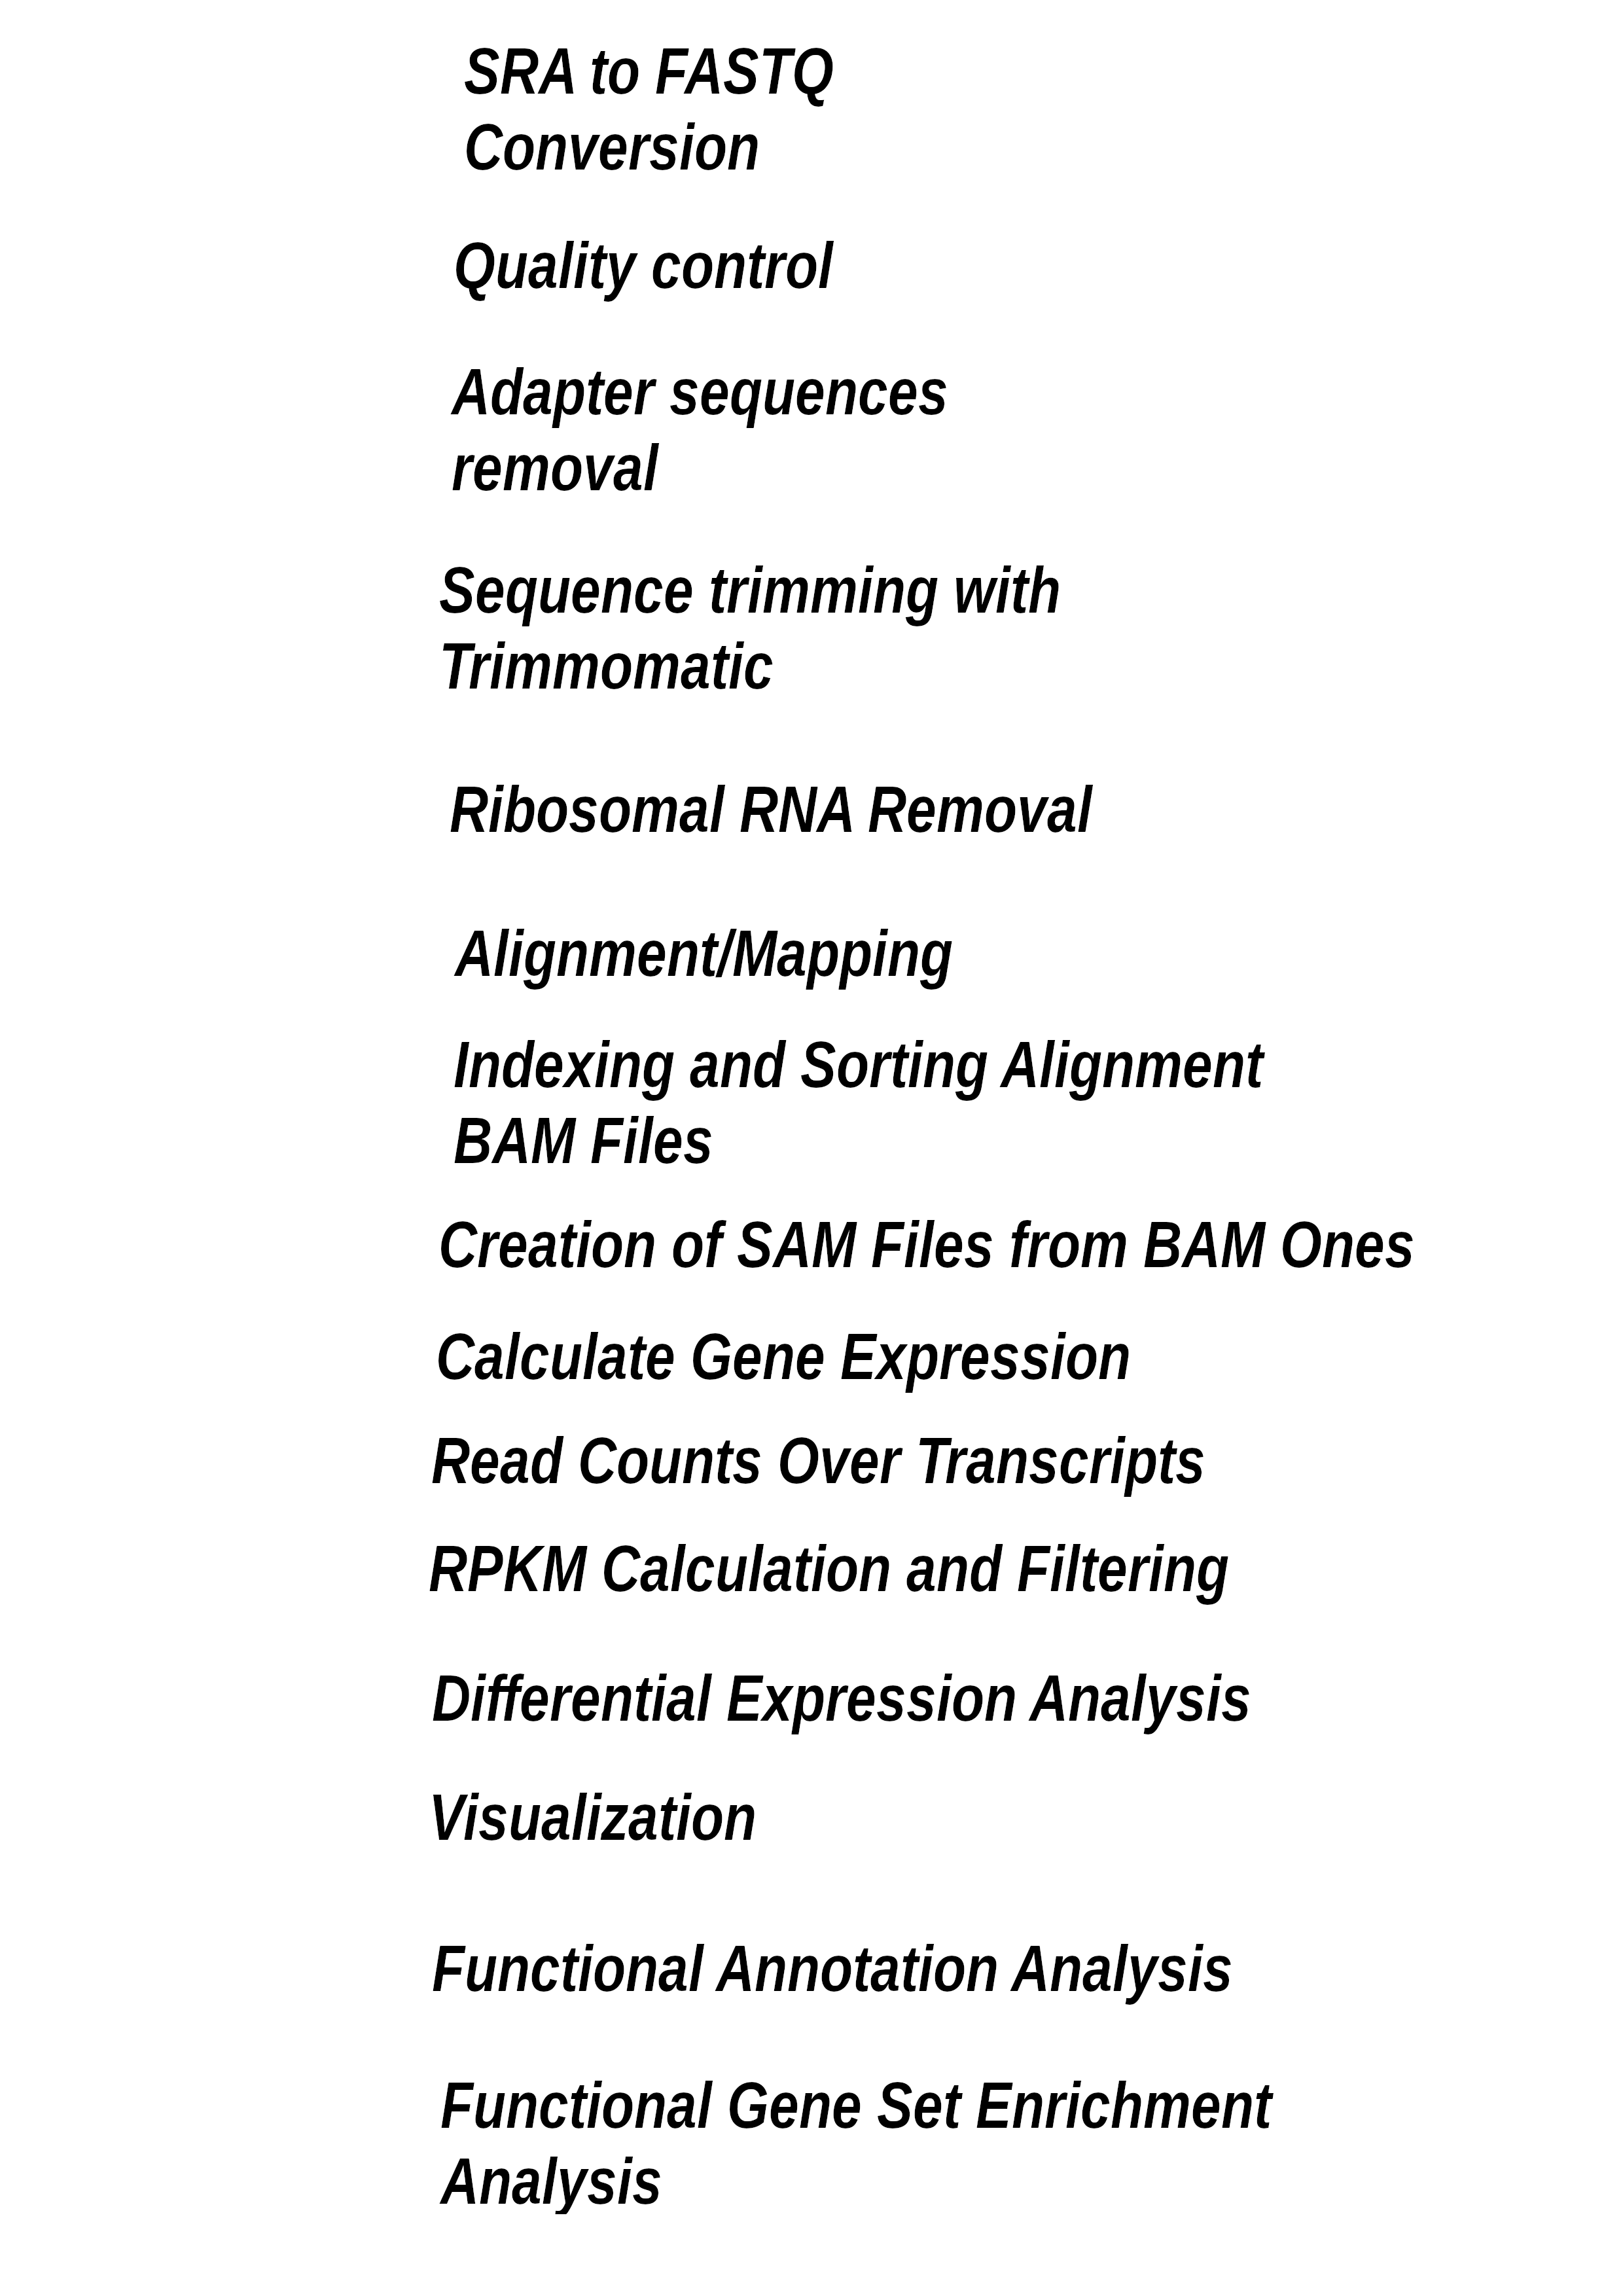 SRA to FASTQ
Conversion
Quality control
Adapter sequences
removal
Sequence trimming with
Trimmomatic
Ribosomal RNA Removal
Alignment/Mapping
Indexing and Sorting Alignment
BAM Files
Creation of SAM Files from BAM Ones
Calculate Gene Expression
Read Counts Over Transcripts
RPKM Calculation and Filtering
Differential Expression Analysis
Visualization
Functional Annotation Analysis
Functional Gene Set Enrichment
Analysis